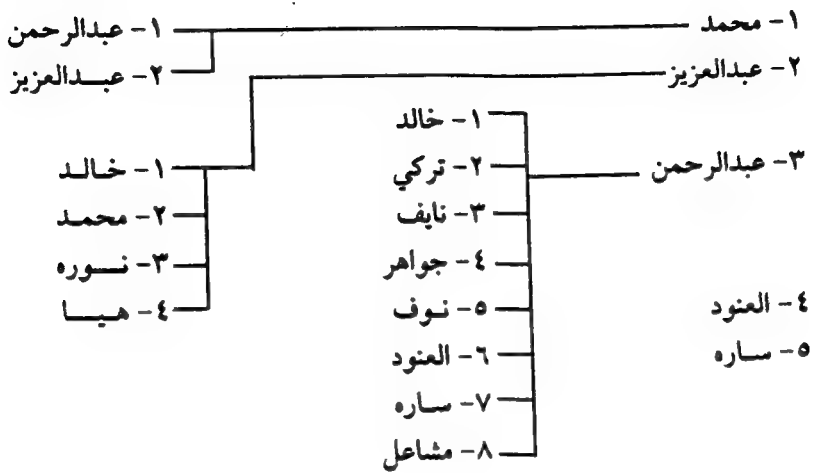 ١- محمد
١- عبدالرحمن
٢- عبدالعزيز
٢- عبدالعزيز
١- خالد
٢- محمد
٣- نوره
٤- هيا
٣- عبدالرحمن
١- خالد
٢- تركي
٣- نايف
٤- جواهر
٥- نوف
٦- العنود
٧- ساره
٨- مشاعل
٤- العنود
٥- ساره